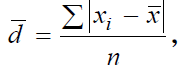 d̅ = ∑|xᵢ − x̅| / n ,